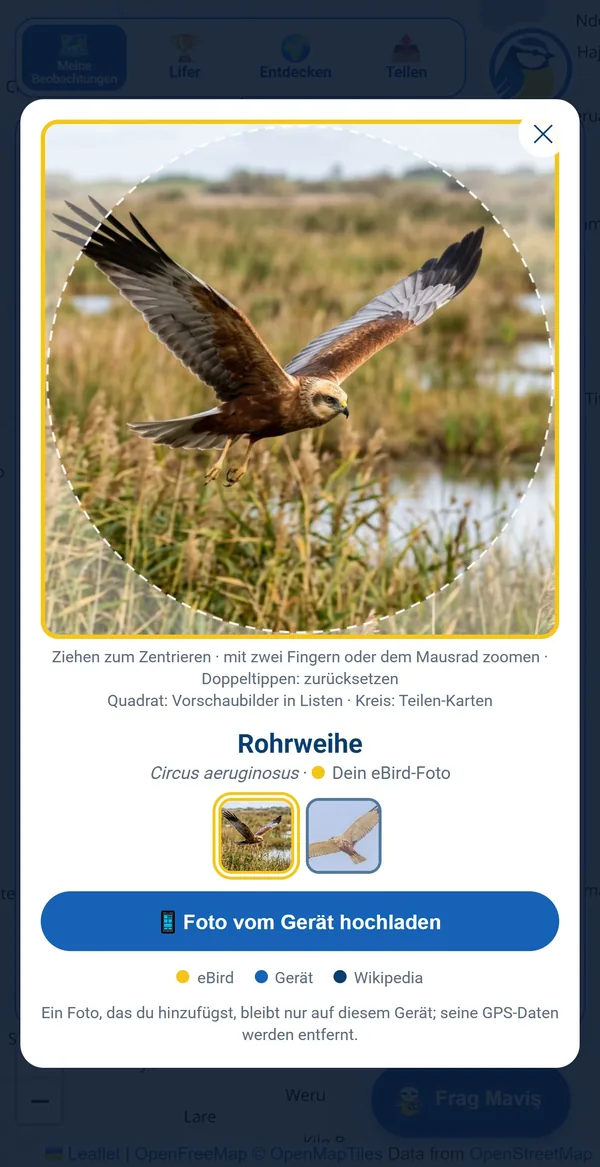 Meine
Beobachtungen
Lifer
Entdecken
Teilen
Ziehen zum Zentrieren · mit zwei Fingern oder dem Mausrad zoomen ·
Doppeltippen: zurücksetzen
Quadrat: Vorschaubilder in Listen · Kreis: Teilen-Karten
Rohrweihe
Circus aeruginosus · Dein eBird-Foto
Foto vom Gerät hochladen
eBird Gerät Wikipedia
Ein Foto, das du hinzufügst, bleibt nur auf diesem Gerät; seine GPS-Daten
werden entfernt.
Weru
Lare
Frag Mavis
Leaflet | OpenFreeMap © OpenMapTiles Data from OpenStreetMap